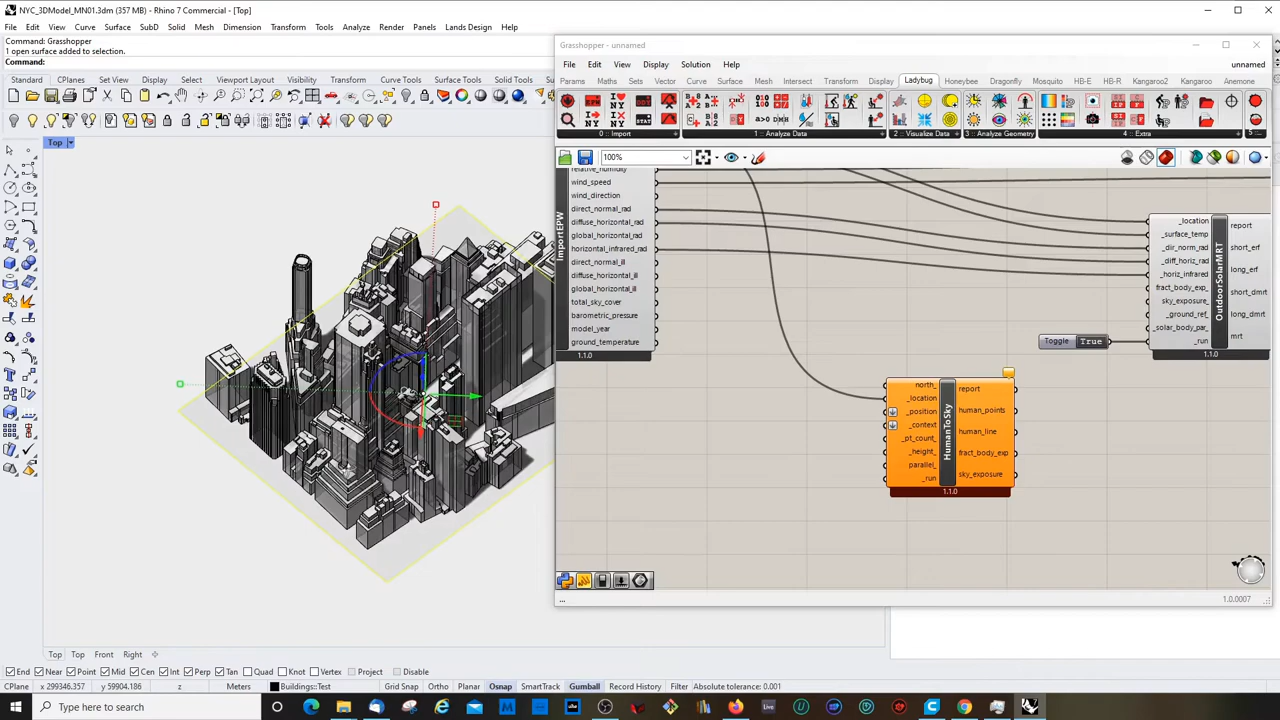 NYC_3DModel_MN01.3dm (357 MB) - Rhino 7 Commercial - [Top]
File Edit View Curve Surface SubD Solid Mesh Dimension Transform Tools Analyze Render Panels Lands Design Help
Command: Grasshopper
1 open surface added to selection.
Command:
Standard CPlanes Set View Display Select Viewport Layout Visibility Transform Curve Tools Surface Tools Solid Tools
Top
Grasshopper - unnamed
File Edit View Display Solution Help
unnamed
Params Maths Sets Vector Curve Surface Mesh Intersect Transform Display Ladybug Honeybee Dragonfly Mosquito HB-E HB-R Kangaroo2 Kangaroo Anemone
0 :: Import
1 :: Analyze Data
2 :: Visualize Data
3 :: Analyze Geometry
4 :: Extra
5 ::
100%
ImportEPW
relative_humidity
wind_speed
wind_direction
direct_normal_rad
diffuse_horizontal_rad
global_horizontal_rad
horizontal_infrared_rad
direct_normal_ill
diffuse_horizontal_ill
global_horizontal_ill
total_sky_cover
barometric_pressure
model_year
ground_temperature
1.1.0
Toggle True
_location
_surface_temp
_dir_norm_rad
_diff_horiz_rad
_horiz_infrared
fract_body_exp_
sky_exposure_
_ground_ref_
_solar_body_par_
_run
OutdoorSolarMRT
report
short_erf
long_erf
short_dmrt
long_dmrt
mrt
1.1.0
north_
_location
_position
_context
_pt_count_
_height_
parallel_
_run
HumanToSky
report
human_points
human_line
fract_body_exp
sky_exposure
1.1.0
...
1.0.0007
Top Top Front Right
End Near Point Mid Cen Int Perp Tan Quad Knot Vertex Project Disable
CPlane x 299346.357 y 59904.186 z Meters Buildings::Test Grid Snap Ortho Planar Osnap SmartTrack Gumball Record History Filter Absolute tolerance: 0.001
Type here to search